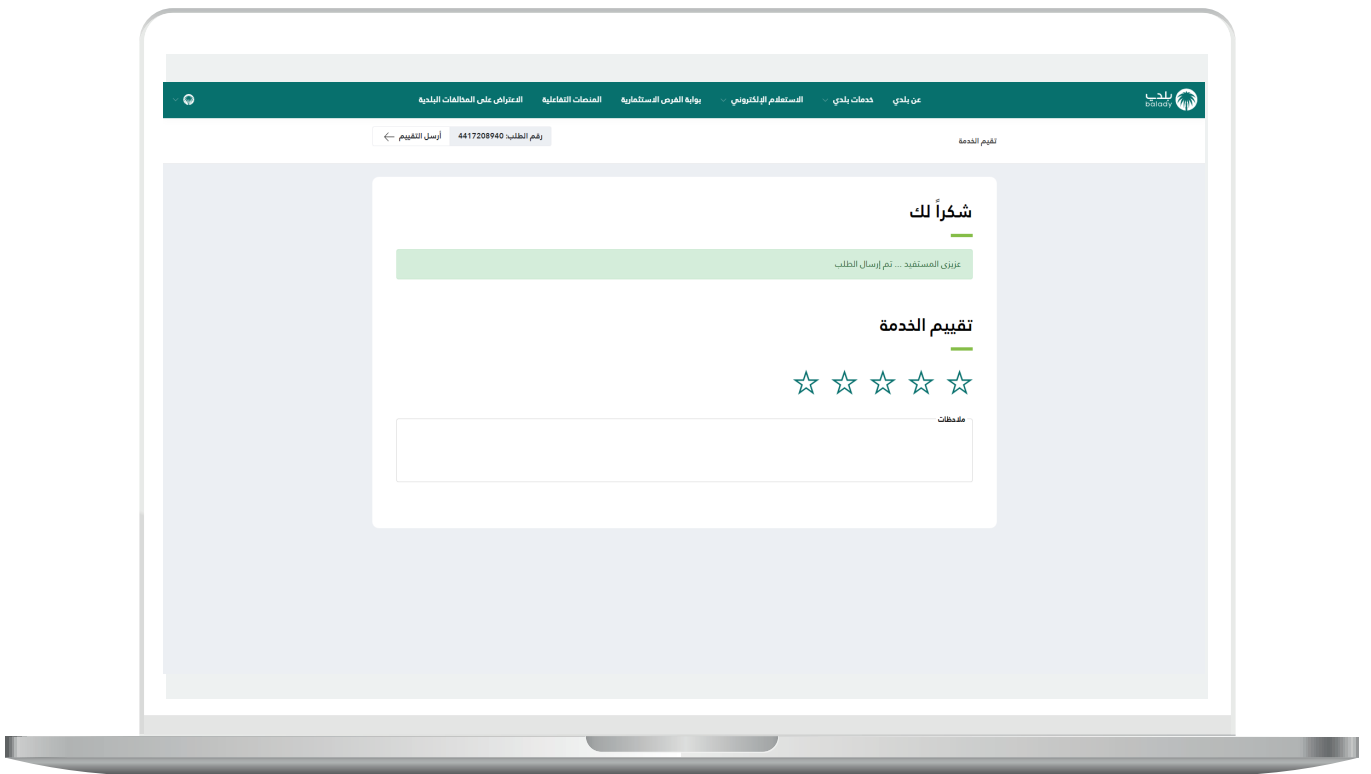 بلدي
balady
عن بلدي
خدمات بلدي
الاستعلام الإلكتروني
بوابة الفرص الاستثمارية
المنصات التفاعلية
الاعتراض على المخالفات البلدية
تقيم الخدمة
رقم الطلب: 4417208940
أرسل التقييم
شكراً لك
عزيزى المستفيد ... تم إرسال الطلب
تقييم الخدمة
ملاحظات